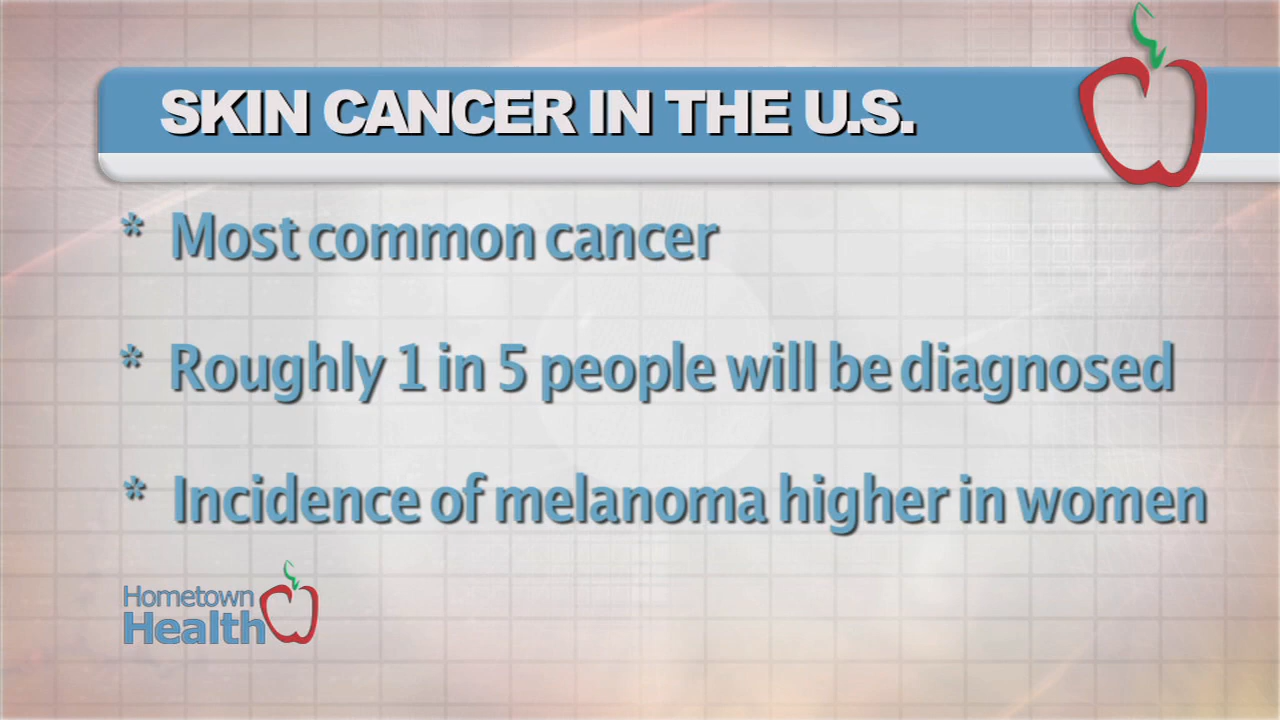 SKIN CANCER IN THE U.S.
* Most common cancer
* Roughly 1 in 5 people will be diagnosed
* Incidence of melanoma higher in women
Hometown
Health